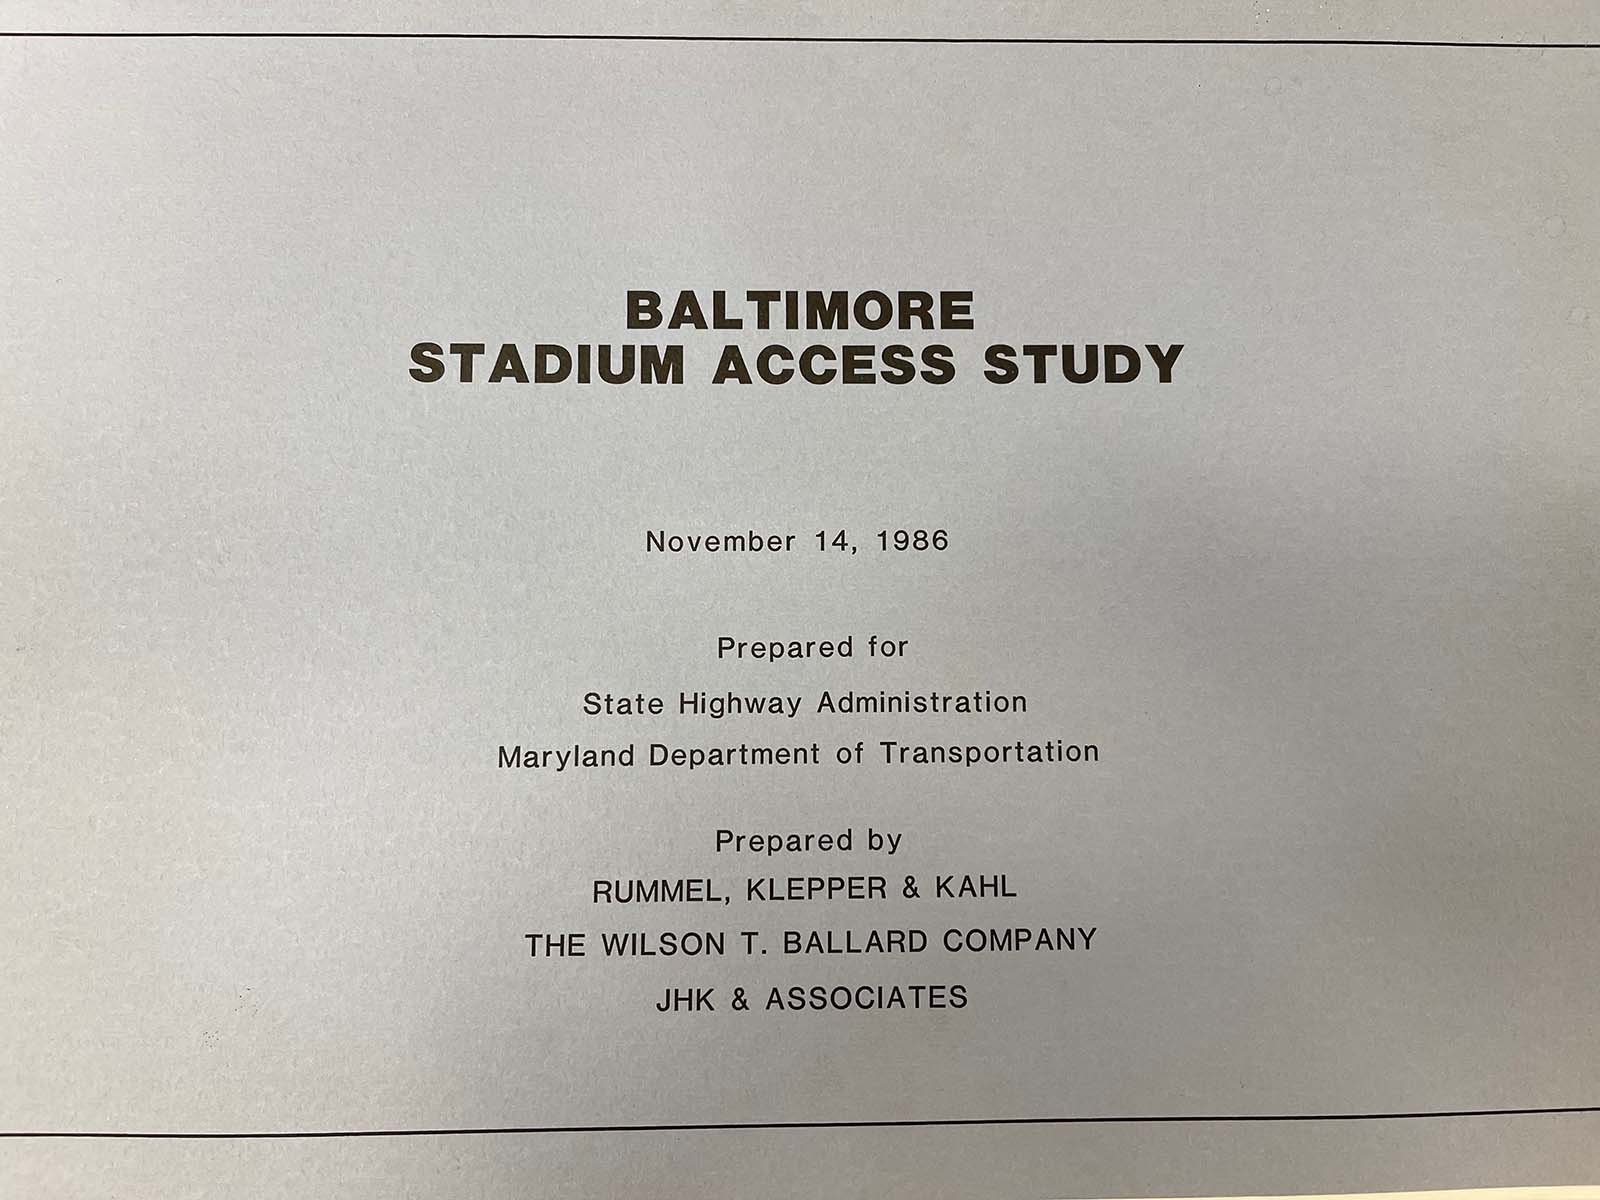 BALTIMORE
STADIUM ACCESS STUDY
November 14, 1986
Prepared for
State Highway Administration
Maryland Department of Transportation
Prepared by
RUMMEL, KLEPPER & KAHL
THE WILSON T. BALLARD COMPANY
JHK & ASSOCIATES